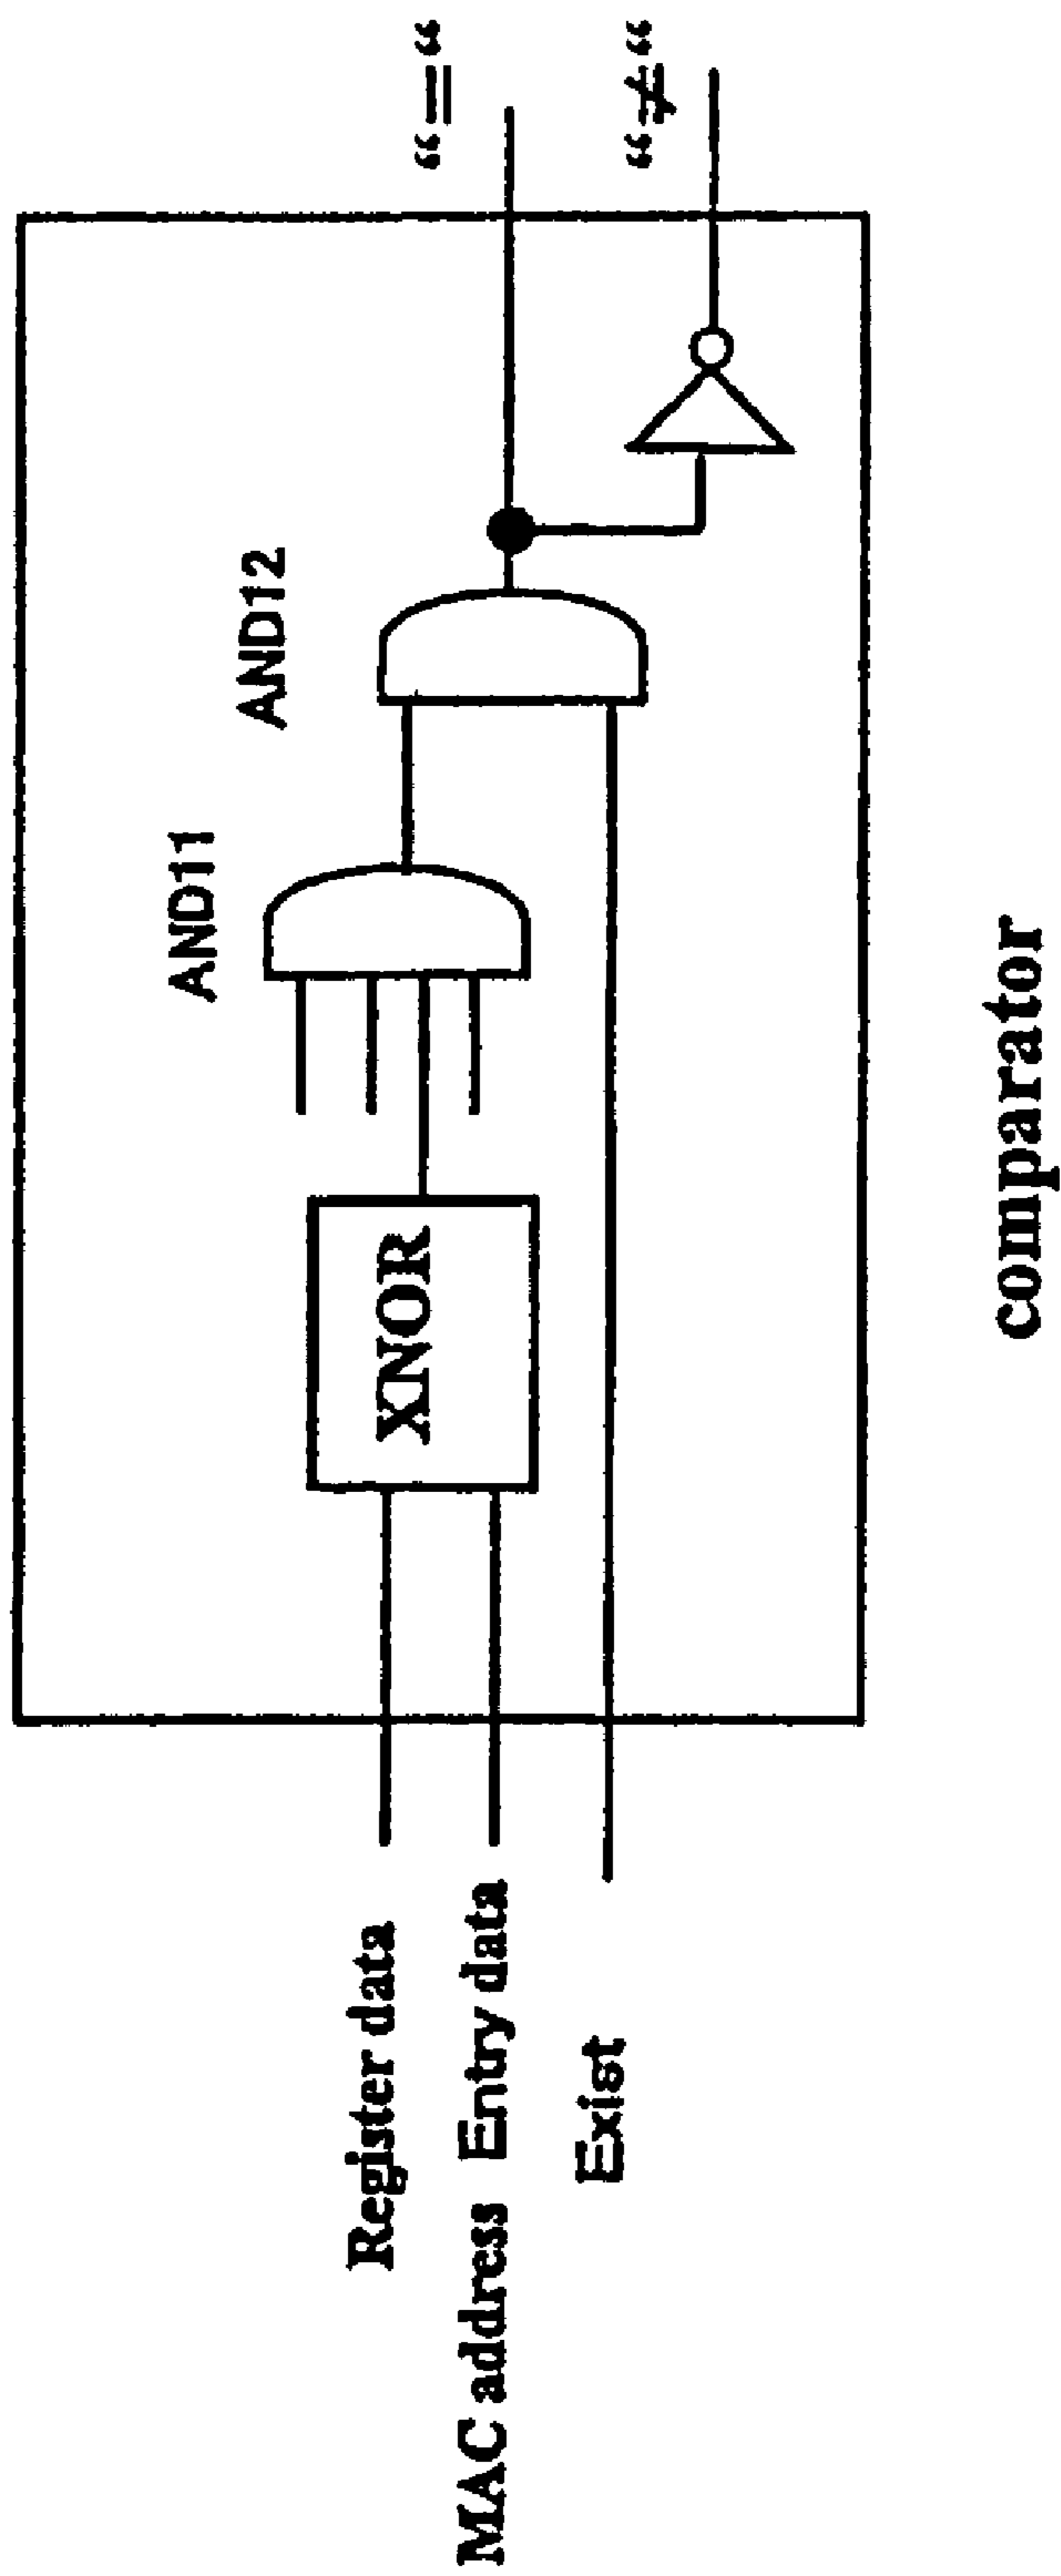 Register data
MAC address Entry data
Exist
XNOR
AND11
AND12
“=“
“≠“
comparator